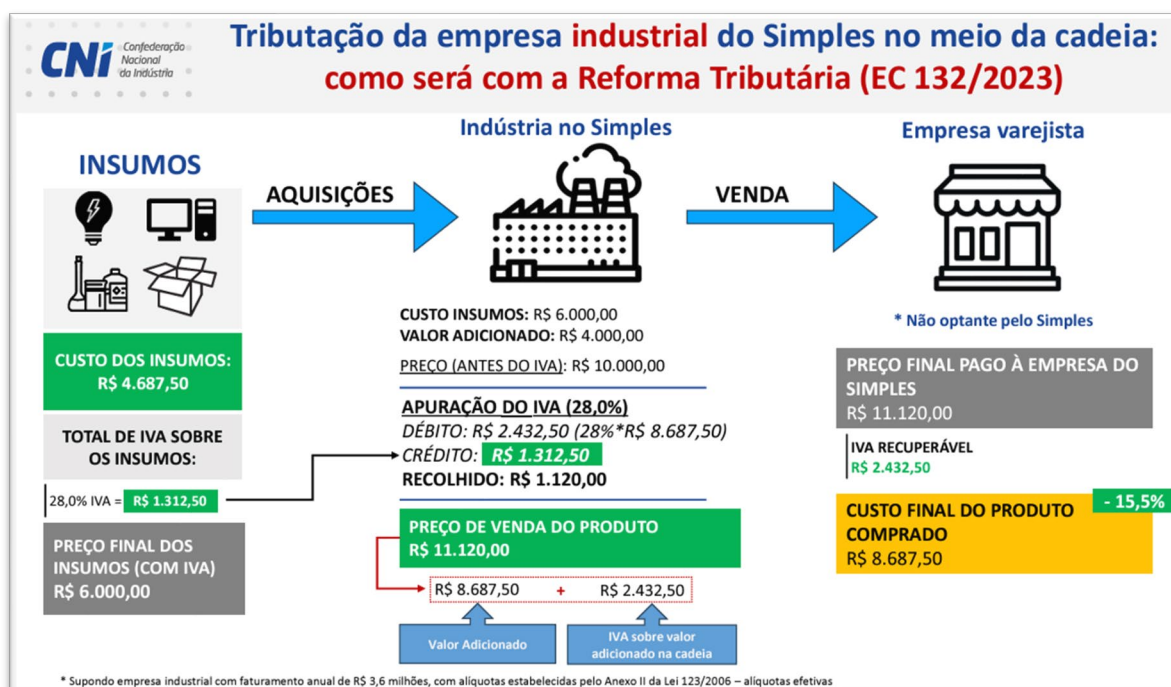 CNI Confederação
Nacional
da Indústria
Tributação da empresa industrial do Simples no meio da cadeia:
como será com a Reforma Tributária (EC 132/2023)
INSUMOS
AQUISIÇÕES
Indústria no Simples
VENDA
Empresa varejista
* Não optante pelo Simples
CUSTO DOS INSUMOS:
R$ 4.687,50
TOTAL DE IVA SOBRE
OS INSUMOS:
28,0% IVA = R$ 1.312,50
PREÇO FINAL DOS
INSUMOS (COM IVA)
R$ 6.000,00
CUSTO INSUMOS: R$ 6.000,00
VALOR ADICIONADO: R$ 4.000,00
PREÇO (ANTES DO IVA): R$ 10.000,00
APURAÇÃO DO IVA (28,0%)
DÉBITO: R$ 2.432,50 (28%*R$ 8.687,50)
CRÉDITO: R$ 1.312,50
RECOLHIDO: R$ 1.120,00
PREÇO DE VENDA DO PRODUTO
R$ 11.120,00
R$ 8.687,50 + R$ 2.432,50
Valor Adicionado
IVA sobre valor
adicionado na cadeia
PREÇO FINAL PAGO À EMPRESA DO
SIMPLES
R$ 11.120,00
IVA RECUPERÁVEL
R$ 2.432,50
- 15,5%
CUSTO FINAL DO PRODUTO
COMPRADO
R$ 8.687,50
* Supondo empresa industrial com faturamento anual de R$ 3,6 milhões, com alíquotas estabelecidas pelo Anexo II da Lei 123/2006 – alíquotas efetivas